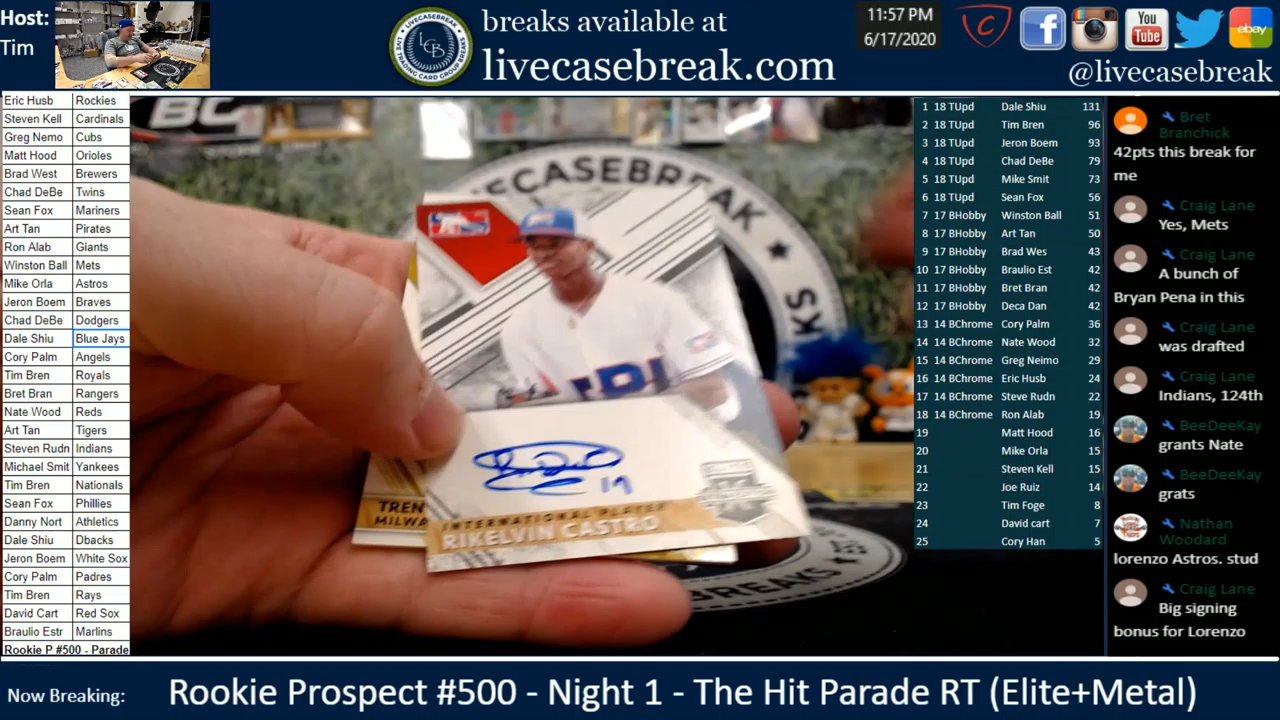 Host:
Tim
LCB
breaks available at
livecasebreak.com
11:57 PM
6/17/2020
You
Tube
ebay
@livecasebreak
Eric Husb Rockies
Steven Kell Cardinals
Greg Nemo Cubs
Matt Hood Orioles
Brad West Brewers
Chad DeBe Twins
Sean Fox Mariners
Art Tan Pirates
Ron Alab Giants
Winston Ball Mets
Mike Orla Astros
Jeron Boem Braves
Chad DeBe Dodgers
Dale Shiu Blue Jays
Cory Palm Angels
Tim Bren Royals
Bret Bran Rangers
Nate Wood Reds
Art Tan Tigers
Steven Rudn Indians
Michael Smit Yankees
Tim Bren Nationals
Sean Fox Phillies
Danny Nort Athletics
Dale Shiu Dbacks
Jeron Boem White Sox
Cory Palm Padres
Tim Bren Rays
David Cart Red Sox
Braulio Estr Marlins
Rookie P #500 - Parade
LIVECASEBREAK
TREN
MILWA
INTERNATIONAL PLAYER
RIKELVIN CASTRO
1 18 TUpd Dale Shiu 131
2 18 TUpd Tim Bren 96
3 18 TUpd Jeron Boem 93
4 18 TUpd Chad DeBe 79
5 18 TUpd Mike Smit 73
6 18 TUpd Sean Fox 56
7 17 BHobby Winston Ball 51
8 17 BHobby Art Tan 50
9 17 BHobby Brad Wes 43
10 17 BHobby Braulio Est 42
11 17 BHobby Bret Bran 42
12 17 BHobby Deca Dan 42
13 14 BChrome Cory Palm 36
14 14 BChrome Nate Wood 32
15 14 BChrome Greg Neimo 29
16 14 BChrome Eric Husb 24
17 14 BChrome Steve Rudn 22
18 14 BChrome Ron Alab 19
19 Matt Hood 16
20 Mike Orla 15
21 Steven Kell 15
22 Joe Ruiz 14
23 Tim Foge 8
24 David cart 7
25 Cory Han 5
Bret
Branchick
42pts this break for
me
Craig Lane
Yes, Mets
Craig Lane
A bunch of
Bryan Pena in this
Craig Lane
was drafted
Craig Lane
Indians, 124th
BeeDeeKay
grants Nate
BeeDeeKay
grats
Nathan
Woodard
lorenzo Astros. stud
Craig Lane
Big signing
bonus for Lorenzo
Now Breaking:
Rookie Prospect #500 - Night 1 - The Hit Parade RT (Elite+Metal)